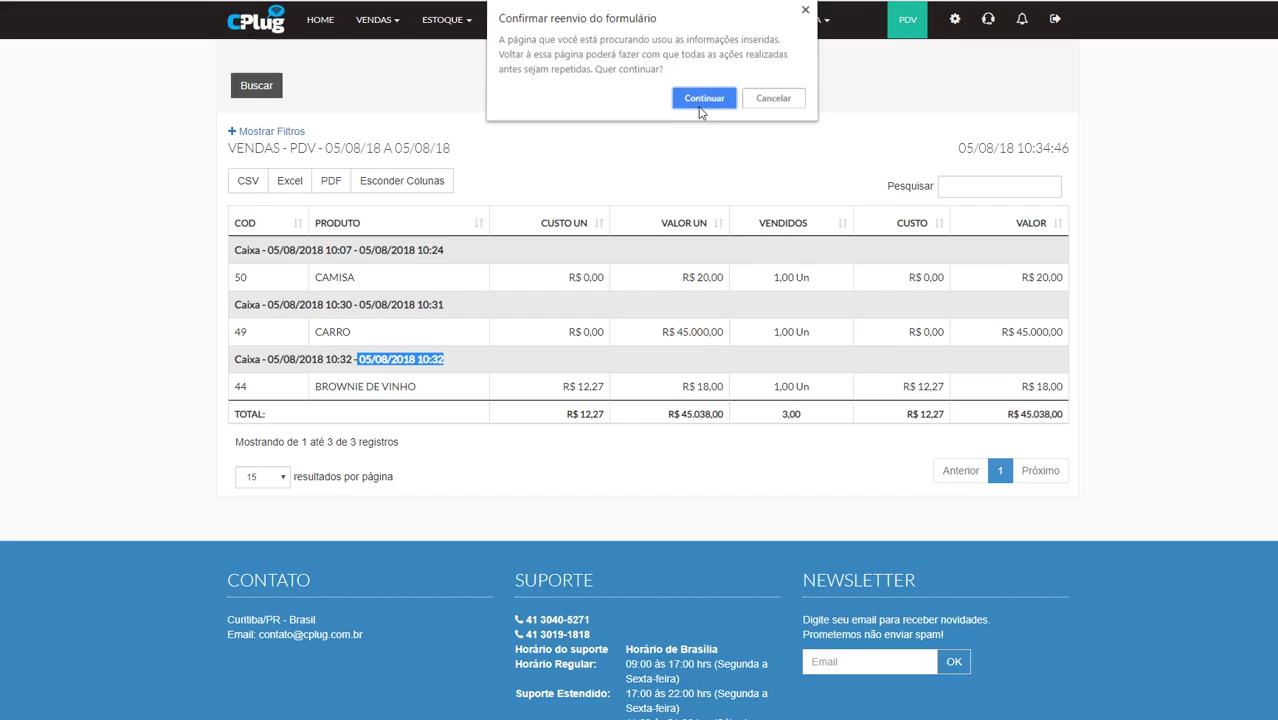 CPlug
HOME
VENDAS
ESTOQUE
A
PDV
Confirmar reenvio do formulário
A página que você está procurando usou as informações inseridas.
Voltar à essa página poderá fazer com que todas as ações realizadas
antes sejam repetidas. Quer continuar?
Continuar
Cancelar
Buscar
Mostrar Filtros
VENDAS - PDV - 05/08/18 A 05/08/18
05/08/18 10:34:46
CSV
Excel
PDF
Esconder Colunas
Pesquisar
COD PRODUTO CUSTO UN VALOR UN VENDIDOS CUSTO VALOR
Caixa - 05/08/2018 10:07 - 05/08/2018 10:24
50 CAMISA R$ 0,00 R$ 20,00 1,00 Un R$ 0,00 R$ 20,00
Caixa - 05/08/2018 10:30 - 05/08/2018 10:31
49 CARRO R$ 0,00 R$ 45.000,00 1,00 Un R$ 0,00 R$ 45.000,00
Caixa - 05/08/2018 10:32 - 05/08/2018 10:32
44 BROWNIE DE VINHO R$ 12,27 R$ 18,00 1,00 Un R$ 12,27 R$ 18,00
TOTAL: R$ 12,27 R$ 45.038,00 3,00 R$ 12,27 R$ 45.038,00
Mostrando de 1 até 3 de 3 registros
15 resultados por página
Anterior 1 Próximo
CONTATO
Curitiba/PR - Brasil
Email: contato@cplug.com.br
SUPORTE
41 3040-5271
41 3019-1818
Horário do suporte Horário de Brasília
Horário Regular: 09:00 às 17:00 hrs (Segunda a
Sexta-feira)
Suporte Estendido: 17:00 às 22:00 hrs (Segunda a
Sexta-feira)
NEWSLETTER
Digite seu email para receber novidades.
Prometemos não enviar spam!
Email
OK